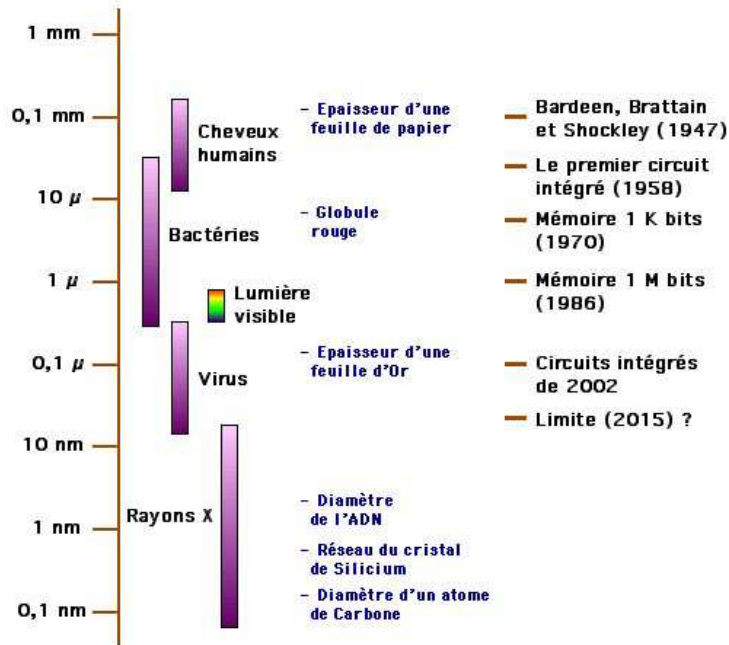 1 mm
0,1 mm
10 µ
1 µ
0,1 µ
10 nm
1 nm
0,1 nm
Cheveux
humains
Bactéries
Lumière
visible
Virus
Rayons X
- Epaisseur d'une
feuille de papier
- Globule
rouge
- Epaisseur d'une
feuille d'Or
- Diamètre
de l'ADN
- Réseau du cristal
de Silicium
- Diamètre d'un atome
de Carbone
Bardeen, Brattain
et Shockley (1947)
Le premier circuit
intégré (1958)
Mémoire 1 K bits
(1970)
Mémoire 1 M bits
(1986)
Circuits intégrés
de 2002
Limite (2015) ?